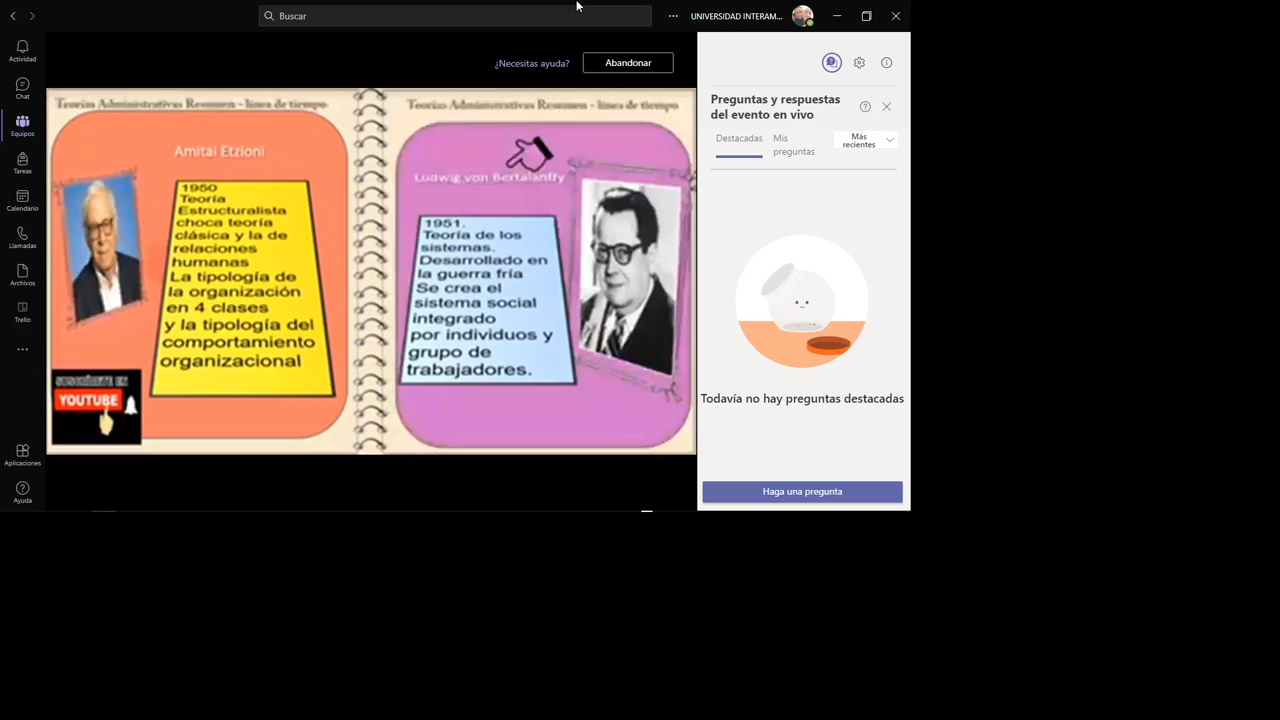 Buscar
UNIVERSIDAD INTERAM...
Actividad
Chat
Equipos
Tareas
Calendario
Llamadas
Archivos
Trello
Aplicaciones
Ayuda
¿Necesitas ayuda?
Abandonar
Teorías Administrativas Resumen - línea de tiempo
Amitai Etzioni
1950
Teoría
Estructuralista
choca teoría
clásica y la de
relaciones
humanas
La tipología de
la organización
en 4 clases
y la tipología del
comportamiento
organizacional
SUSCRÍBETE EN
YOUTUBE
Teorías Administrativas Resumen - línea de tiempo
Ludwig von Bertalanffy
1951.
Teoría de los
sistemas.
Desarrollado en
la guerra fría
Se crea el
sistema social
integrado
por individuos y
grupo de
trabajadores.
Preguntas y respuestas
del evento en vivo
Destacadas
Mis
preguntas
Más
recientes
Todavía no hay preguntas destacadas
Haga una pregunta